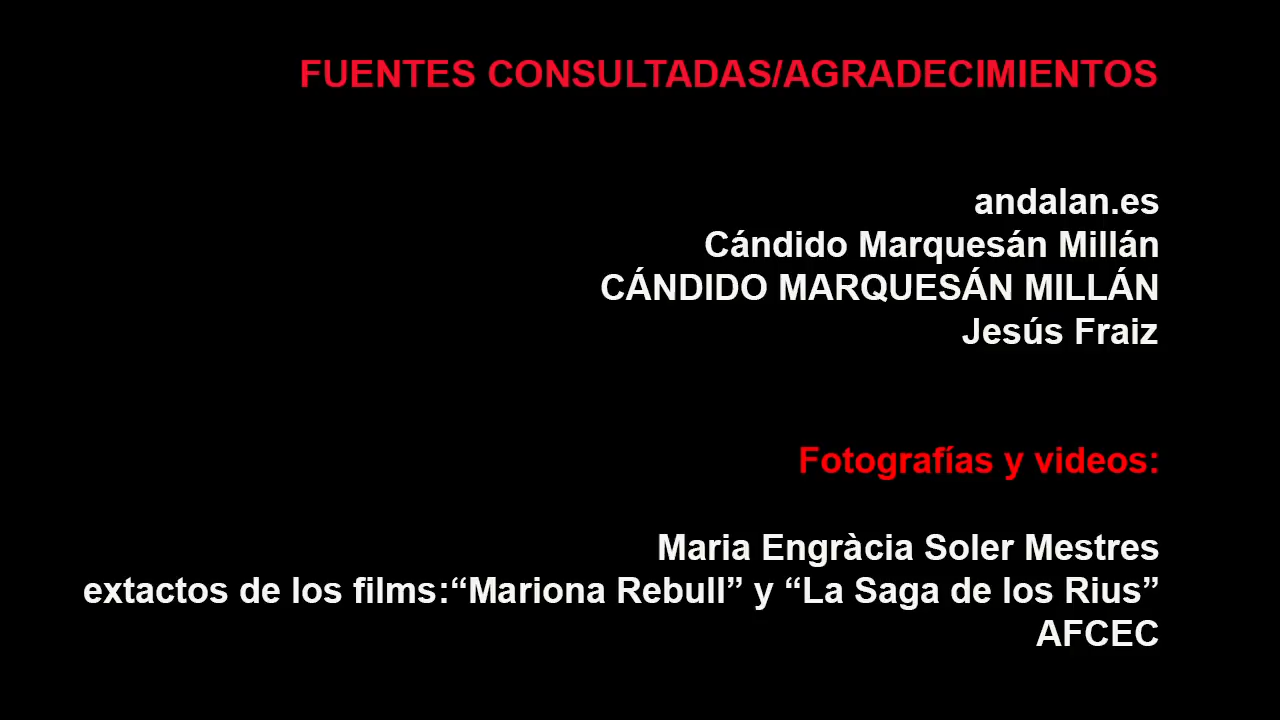 FUENTES CONSULTADAS/AGRADECIMIENTOS
andalan.es
Cándido Marquesán Millán
CÁNDIDO MARQUESÁN MILLÁN
Jesús Fraiz
Fotografías y videos:
Maria Engràcia Soler Mestres
extactos de los films:“Mariona Rebull” y “La Saga de los Rius”
AFCEC